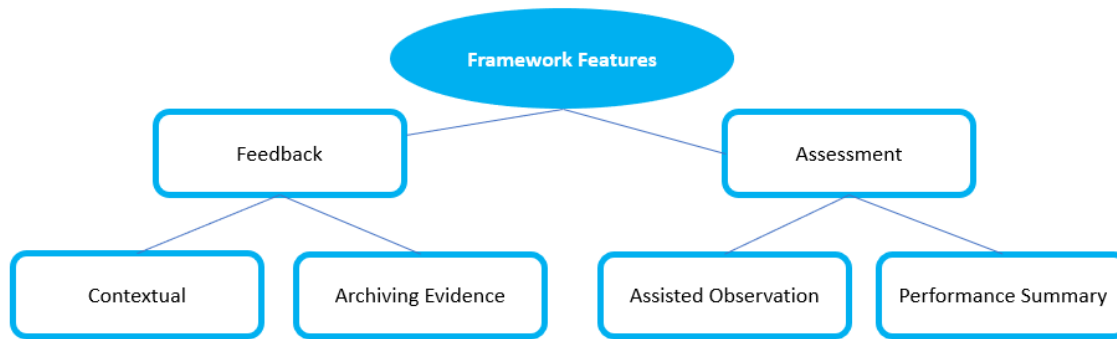 Framework Features
Feedback
Assessment
Contextual
Archiving Evidence
Assisted Observation
Performance Summary